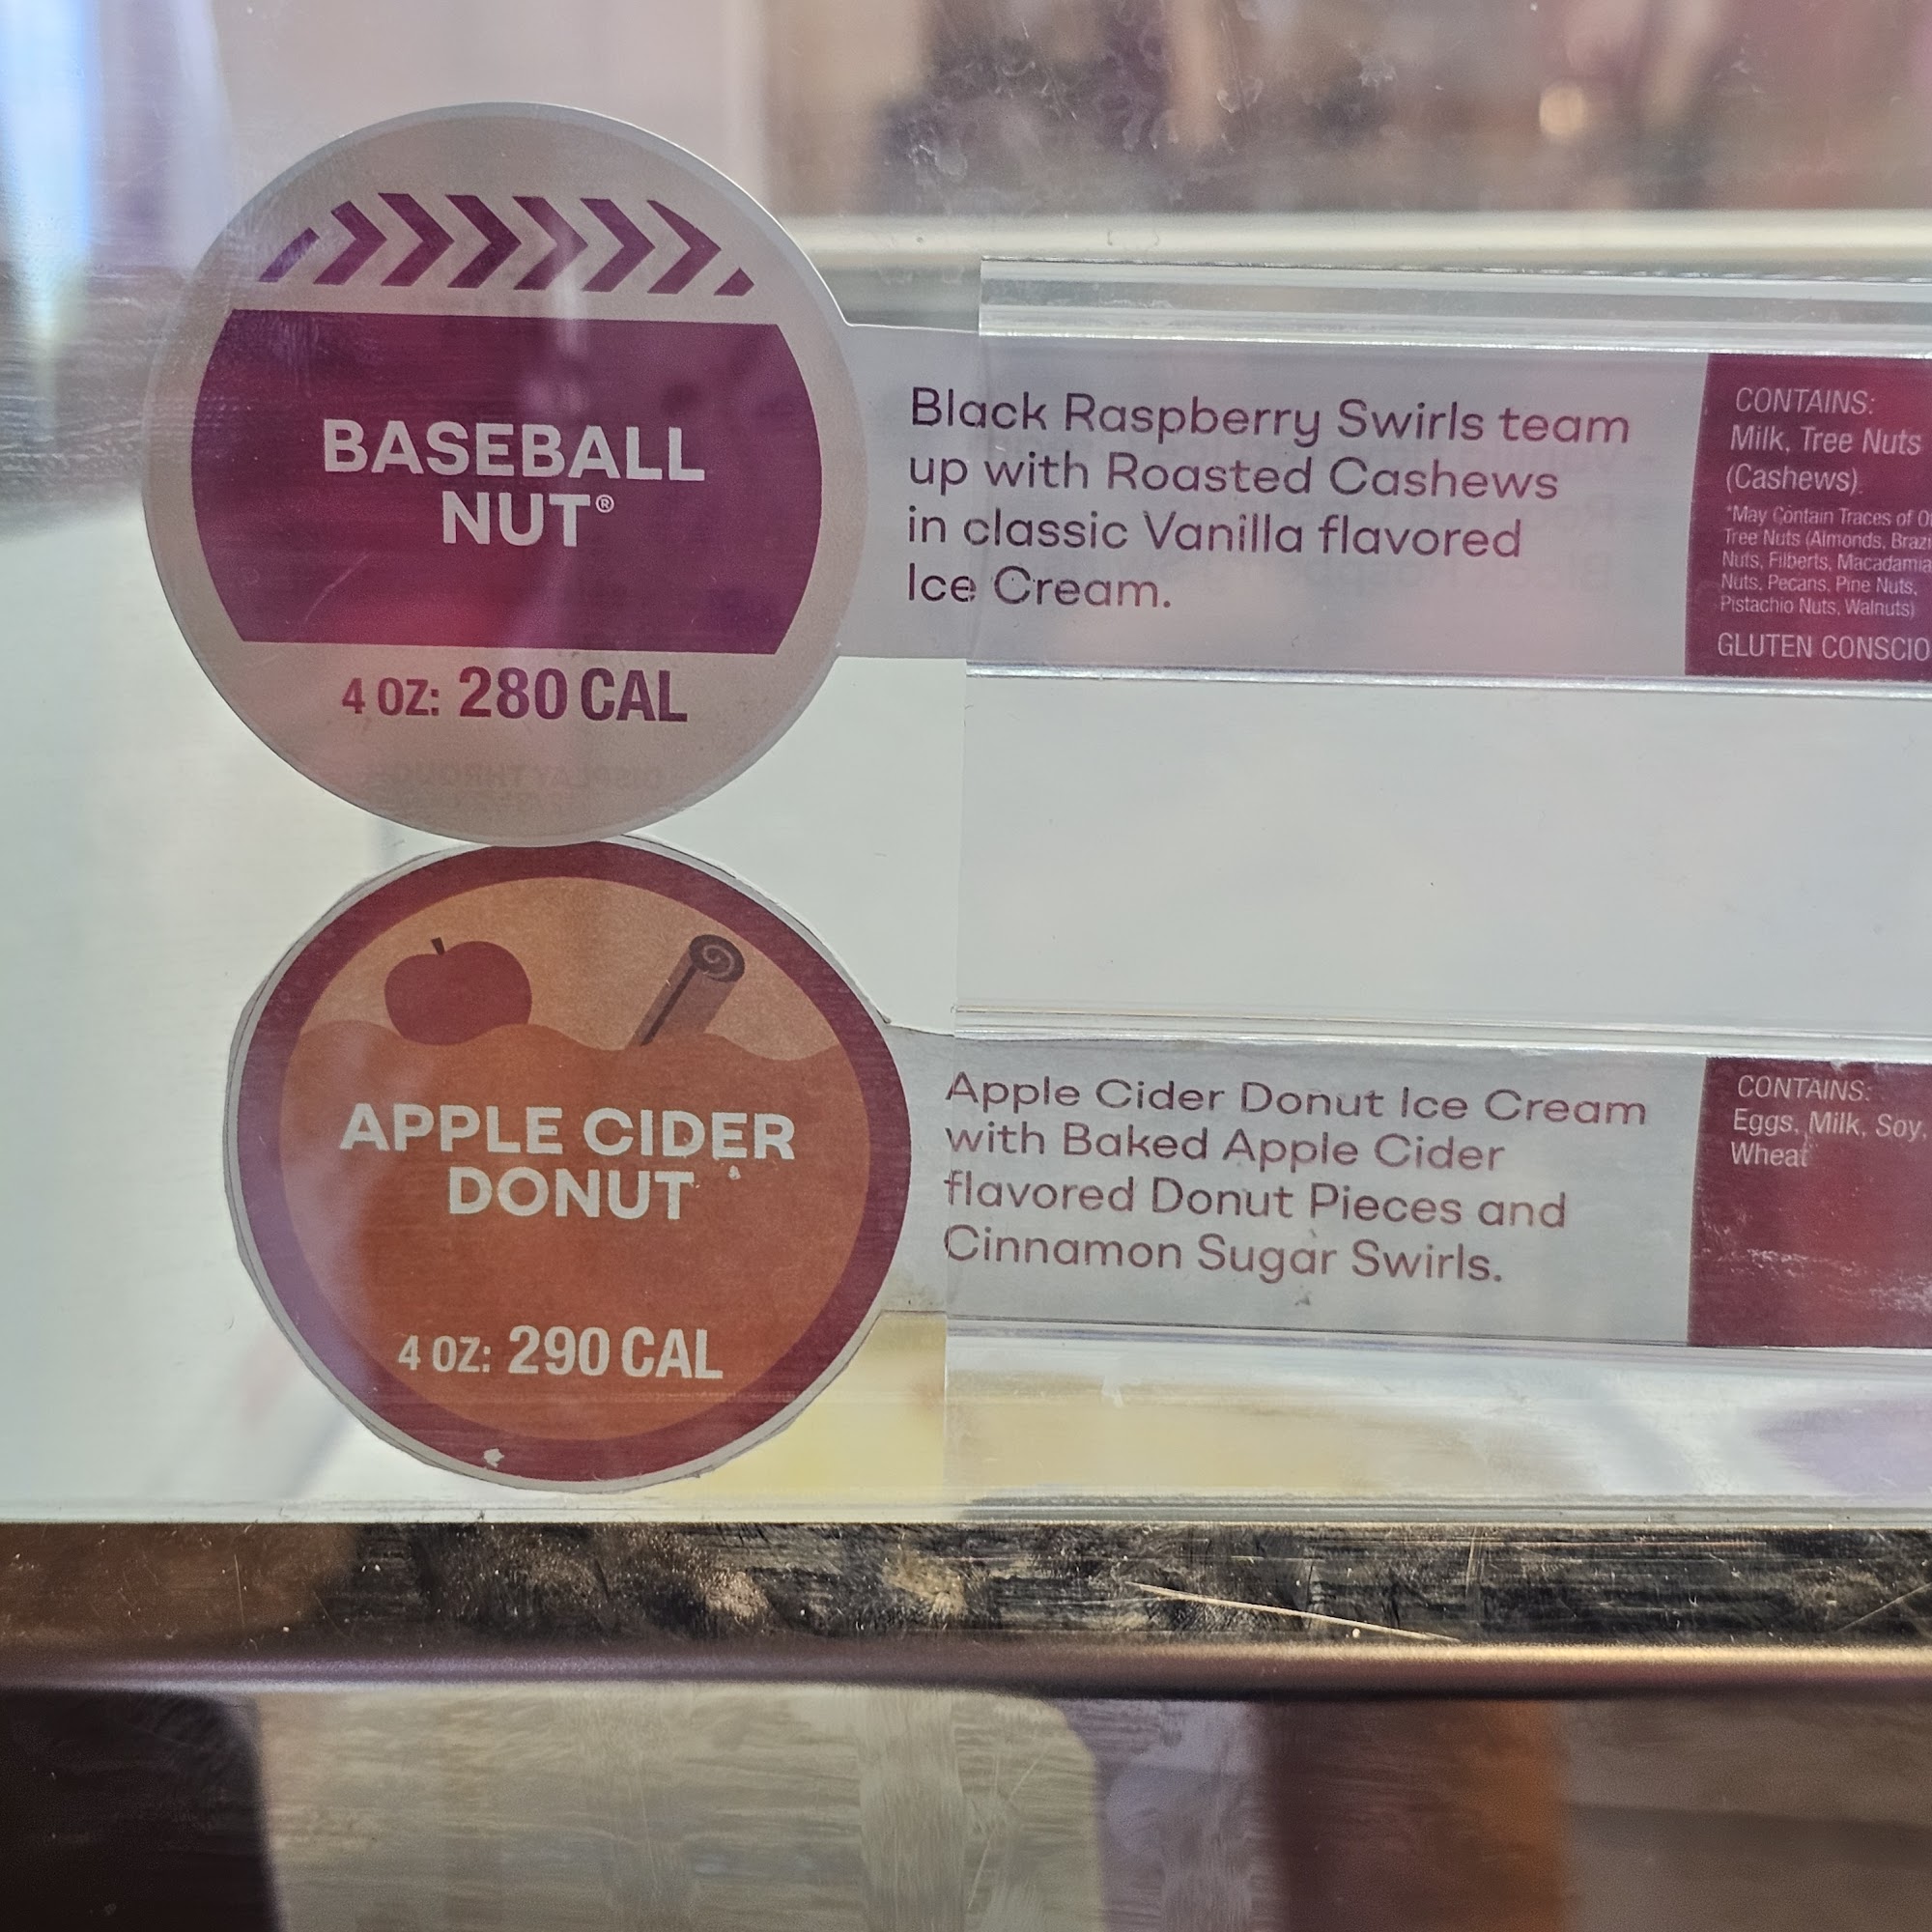 BASEBALL
NUT®
4 OZ: 280 CAL
Black Raspberry Swirls team
up with Roasted Cashews
in classic Vanilla flavored
Ice Cream.
CONTAINS:
Milk, Tree Nuts
(Cashews).
*May Contain Traces of
Tree Nuts (Almonds,
Nuts, Filberts, Macadamia
Nuts, Pecans, Pine Nuts,
Pistachio Nuts, Walnuts)
GLUTEN
APPLE CIDER
DONUT
4 OZ: 290 CAL
Apple Cider Donut Ice Cream
with Baked Apple Cider
flavored Donut Pieces and
Cinnamon Sugar Swirls.
CONTAINS:
Eggs, Milk, Soy,
Wheat